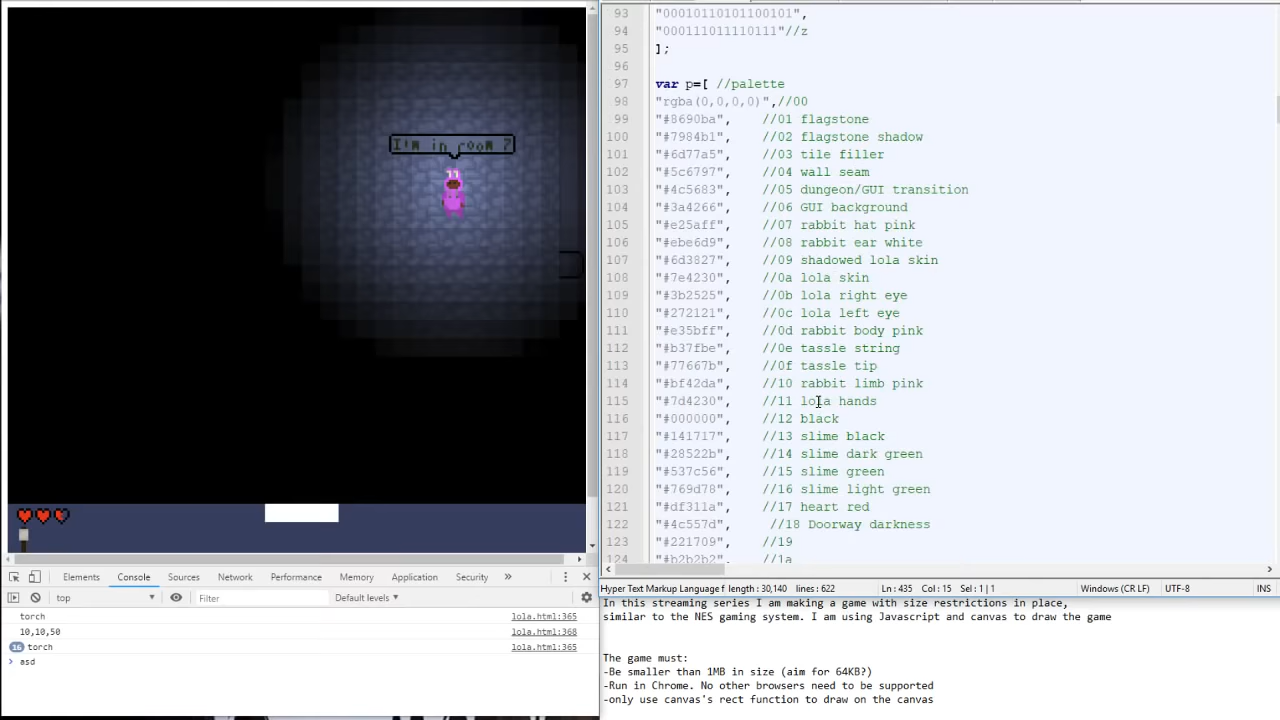 I'm in room 7
Elements Console Sources Network Performance Memory Application Security »
top Filter Default levels
torch lola.html:365
10,10,50 lola.html:368
16 torch lola.html:365
> asd
93 "000101101011​00101",
94 "000111011110111"//z
95 ];
96
97 var p=[ //palette
98 "rgba(0,0,0,0)",//00
99 "#8690ba", //01 flagstone
100 "#7984b1", //02 flagstone shadow
101 "#6d77a5", //03 tile filler
102 "#5c6797", //04 wall seam
103 "#4c5683", //05 dungeon/GUI transition
104 "#3a4266", //06 GUI background
105 "#e25aff", //07 rabbit hat pink
106 "#ebe6d9", //08 rabbit ear white
107 "#6d3827", //09 shadowed lola skin
108 "#7e4230", //0a lola skin
109 "#3b2525", //0b lola right eye
110 "#272121", //0c lola left eye
111 "#e35bff", //0d rabbit body pink
112 "#b37fbe", //0e tassle string
113 "#77667b", //0f tassle tip
114 "#bf42da", //10 rabbit limb pink
115 "#7d4230", //11 lola hands
116 "#000000", //12 black
117 "#141717", //13 slime black
118 "#28522b", //14 slime dark green
119 "#537c56", //15 slime green
120 "#769d78", //16 slime light green
121 "#df311a", //17 heart red
122 "#4c557d", //18 Doorway darkness
123 "#221709", //19
124 "#b2b2b2", //1a
Hyper Text Markup Language f length : 30,140 lines : 622 Ln : 435 Col : 15 Sel : 1 | 1 Windows (CR LF) UTF-8 INS
In this streaming series I am making a game with size restrictions in place,
similar to the NES gaming system. I am using Javascript and canvas to draw the game
The game must:
-Be smaller than 1MB in size (aim for 64KB?)
-Run in Chrome. No other browsers need to be supported
-only use canvas's rect function to draw on the canvas